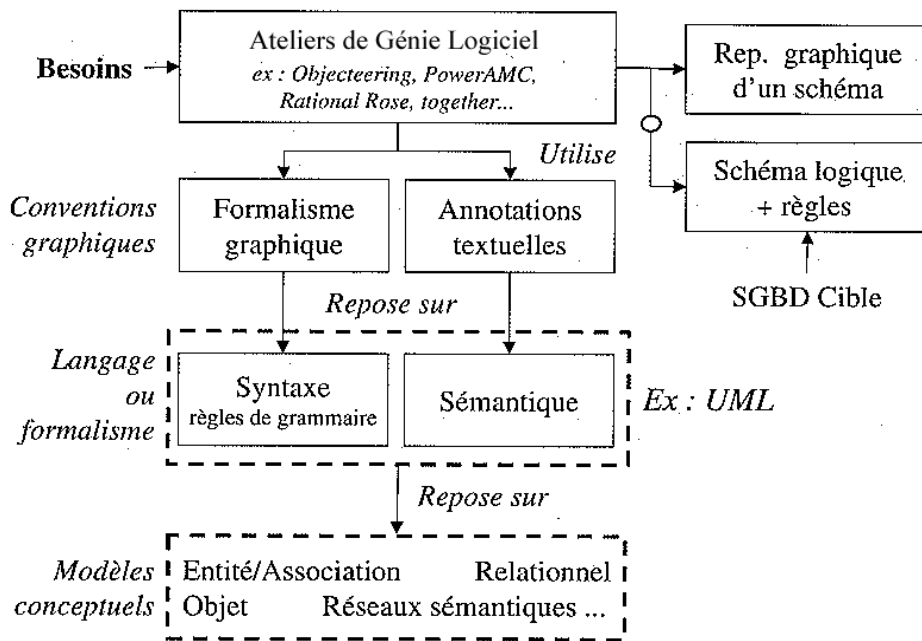 Ateliers de Génie Logiciel
ex : Objecteering, PowerAMC,
Rational Rose, together...
Besoins
Rep. graphique
d'un schéma
Utilise
Schéma logique
+ règles
SGBD Cible
Conventions
graphiques
Formalisme
graphique
Annotations
textuelles
Repose sur
Langage
ou
formalisme
Syntaxe
règles de grammaire
Sémantique
Ex : UML
Repose sur
Modèles
conceptuels
Entité/Association Relationnel
Objet Réseaux sémantiques ...